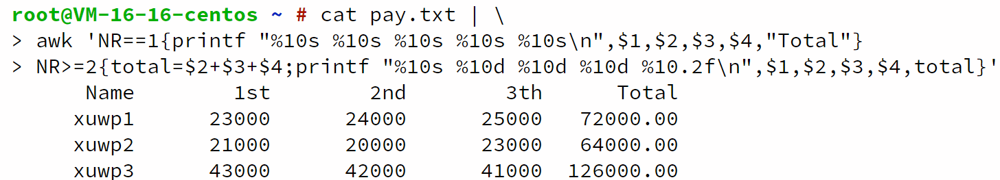 root@VM-16-16-centos ~ # cat pay.txt | \
> awk 'NR==1{printf "%10s %10s %10s %10s %10s\n",$1,$2,$3,$4,"Total"}
> NR>=2{total=$2+$3+$4;printf "%10s %10d %10d %10d %10.2f\n",$1,$2,$3,$4,total}'
      Name        1st        2nd        3th      Total
     xuwp1      23000      24000      25000   72000.00
     xuwp2      21000      20000      23000   64000.00
     xuwp3      43000      42000      41000  126000.00